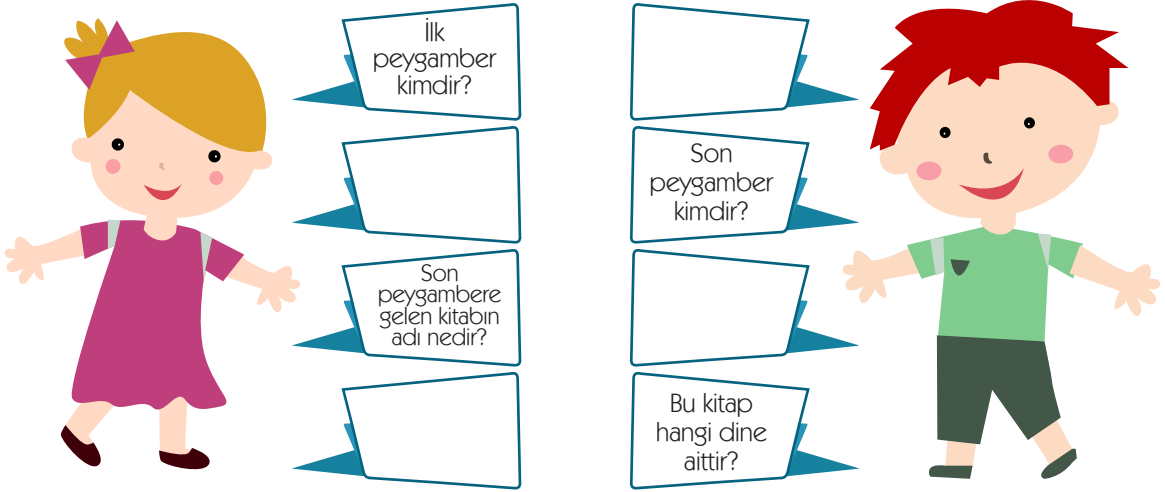 İlk
peygamber
kimdir?
Son
peygamber
kimdir?
Son
peygambere
gelen kitabın
adı nedir?
Bu kitap
hangi dine
aittir?